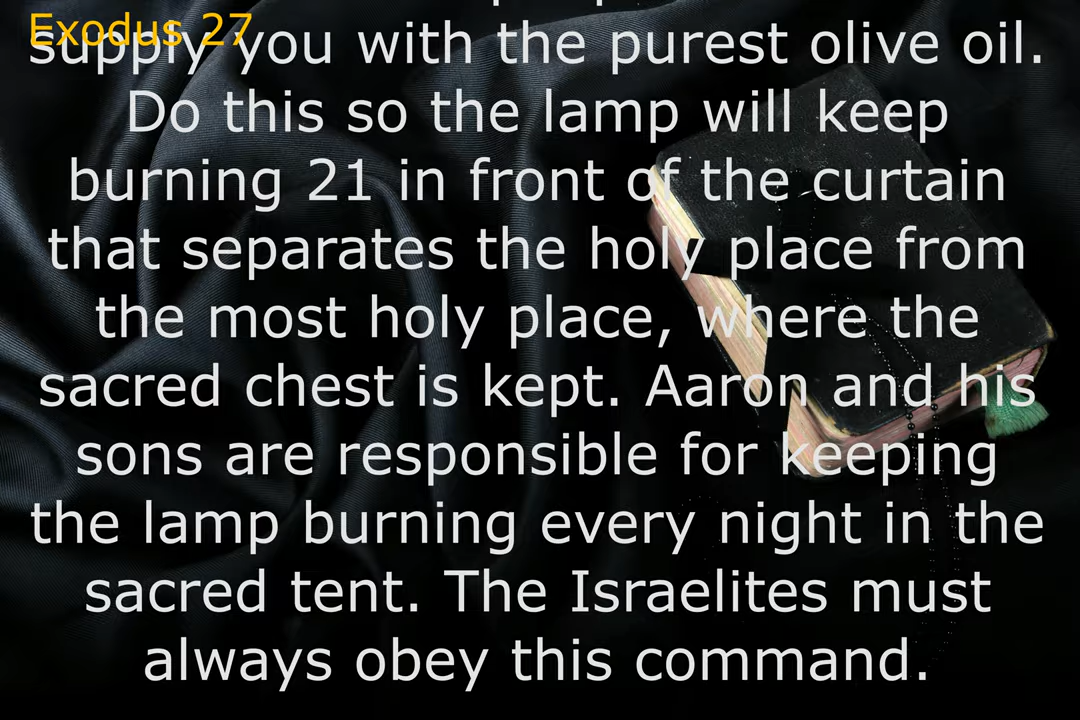 Exodus 27
supply you with the purest olive oil.
Do this so the lamp will keep
burning 21 in front of the curtain
that separates the holy place from
the most holy place, where the
sacred chest is kept. Aaron and his
sons are responsible for keeping
the lamp burning every night in the
sacred tent. The Israelites must
always obey this command.